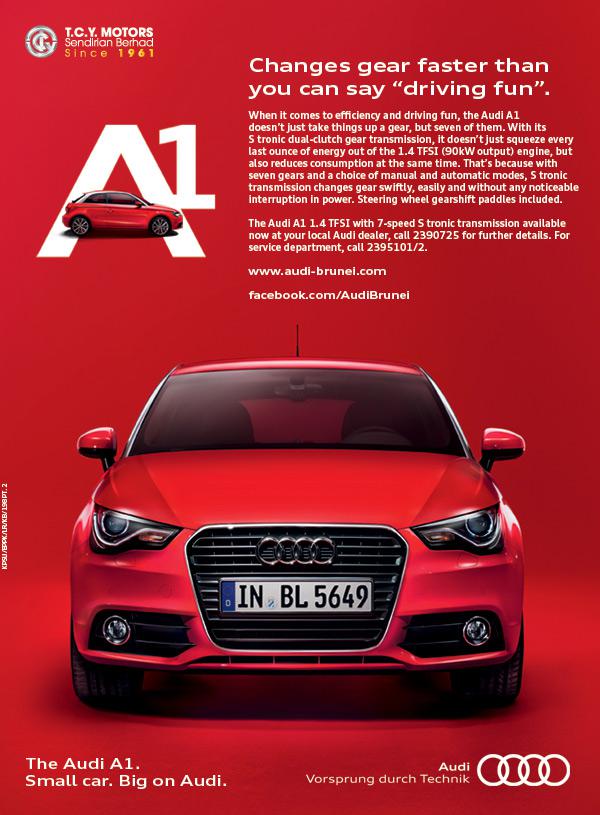 T.C.Y. MOTORS
Sendirian Berhad
Since 1961
Changes gear faster than
you can say “driving fun”.
When it comes to efficiency and driving fun, the Audi A1
doesn’t just take things up a gear, but seven of them. With its
S tronic dual-clutch gear transmission, it doesn’t just squeeze every
last ounce of energy out of the 1.4 TFSI (90kW output) engine, but
also reduces consumption at the same time. That’s because with
seven gears and a choice of manual and automatic modes, S tronic
transmission changes gear swiftly, easily and without any noticeable
interruption in power. Steering wheel gearshift paddles included.
The Audi A1 1.4 TFSI with 7-speed S tronic transmission available
now at your local Audi dealer, call 2390725 for further details. For
service department, call 2395101/2.
www.audi-brunei.com
facebook.com/AudiBrunei
A1
IN BL 5649
The Audi A1.
Small car. Big on Audi.
Audi
Vorsprung durch Technik